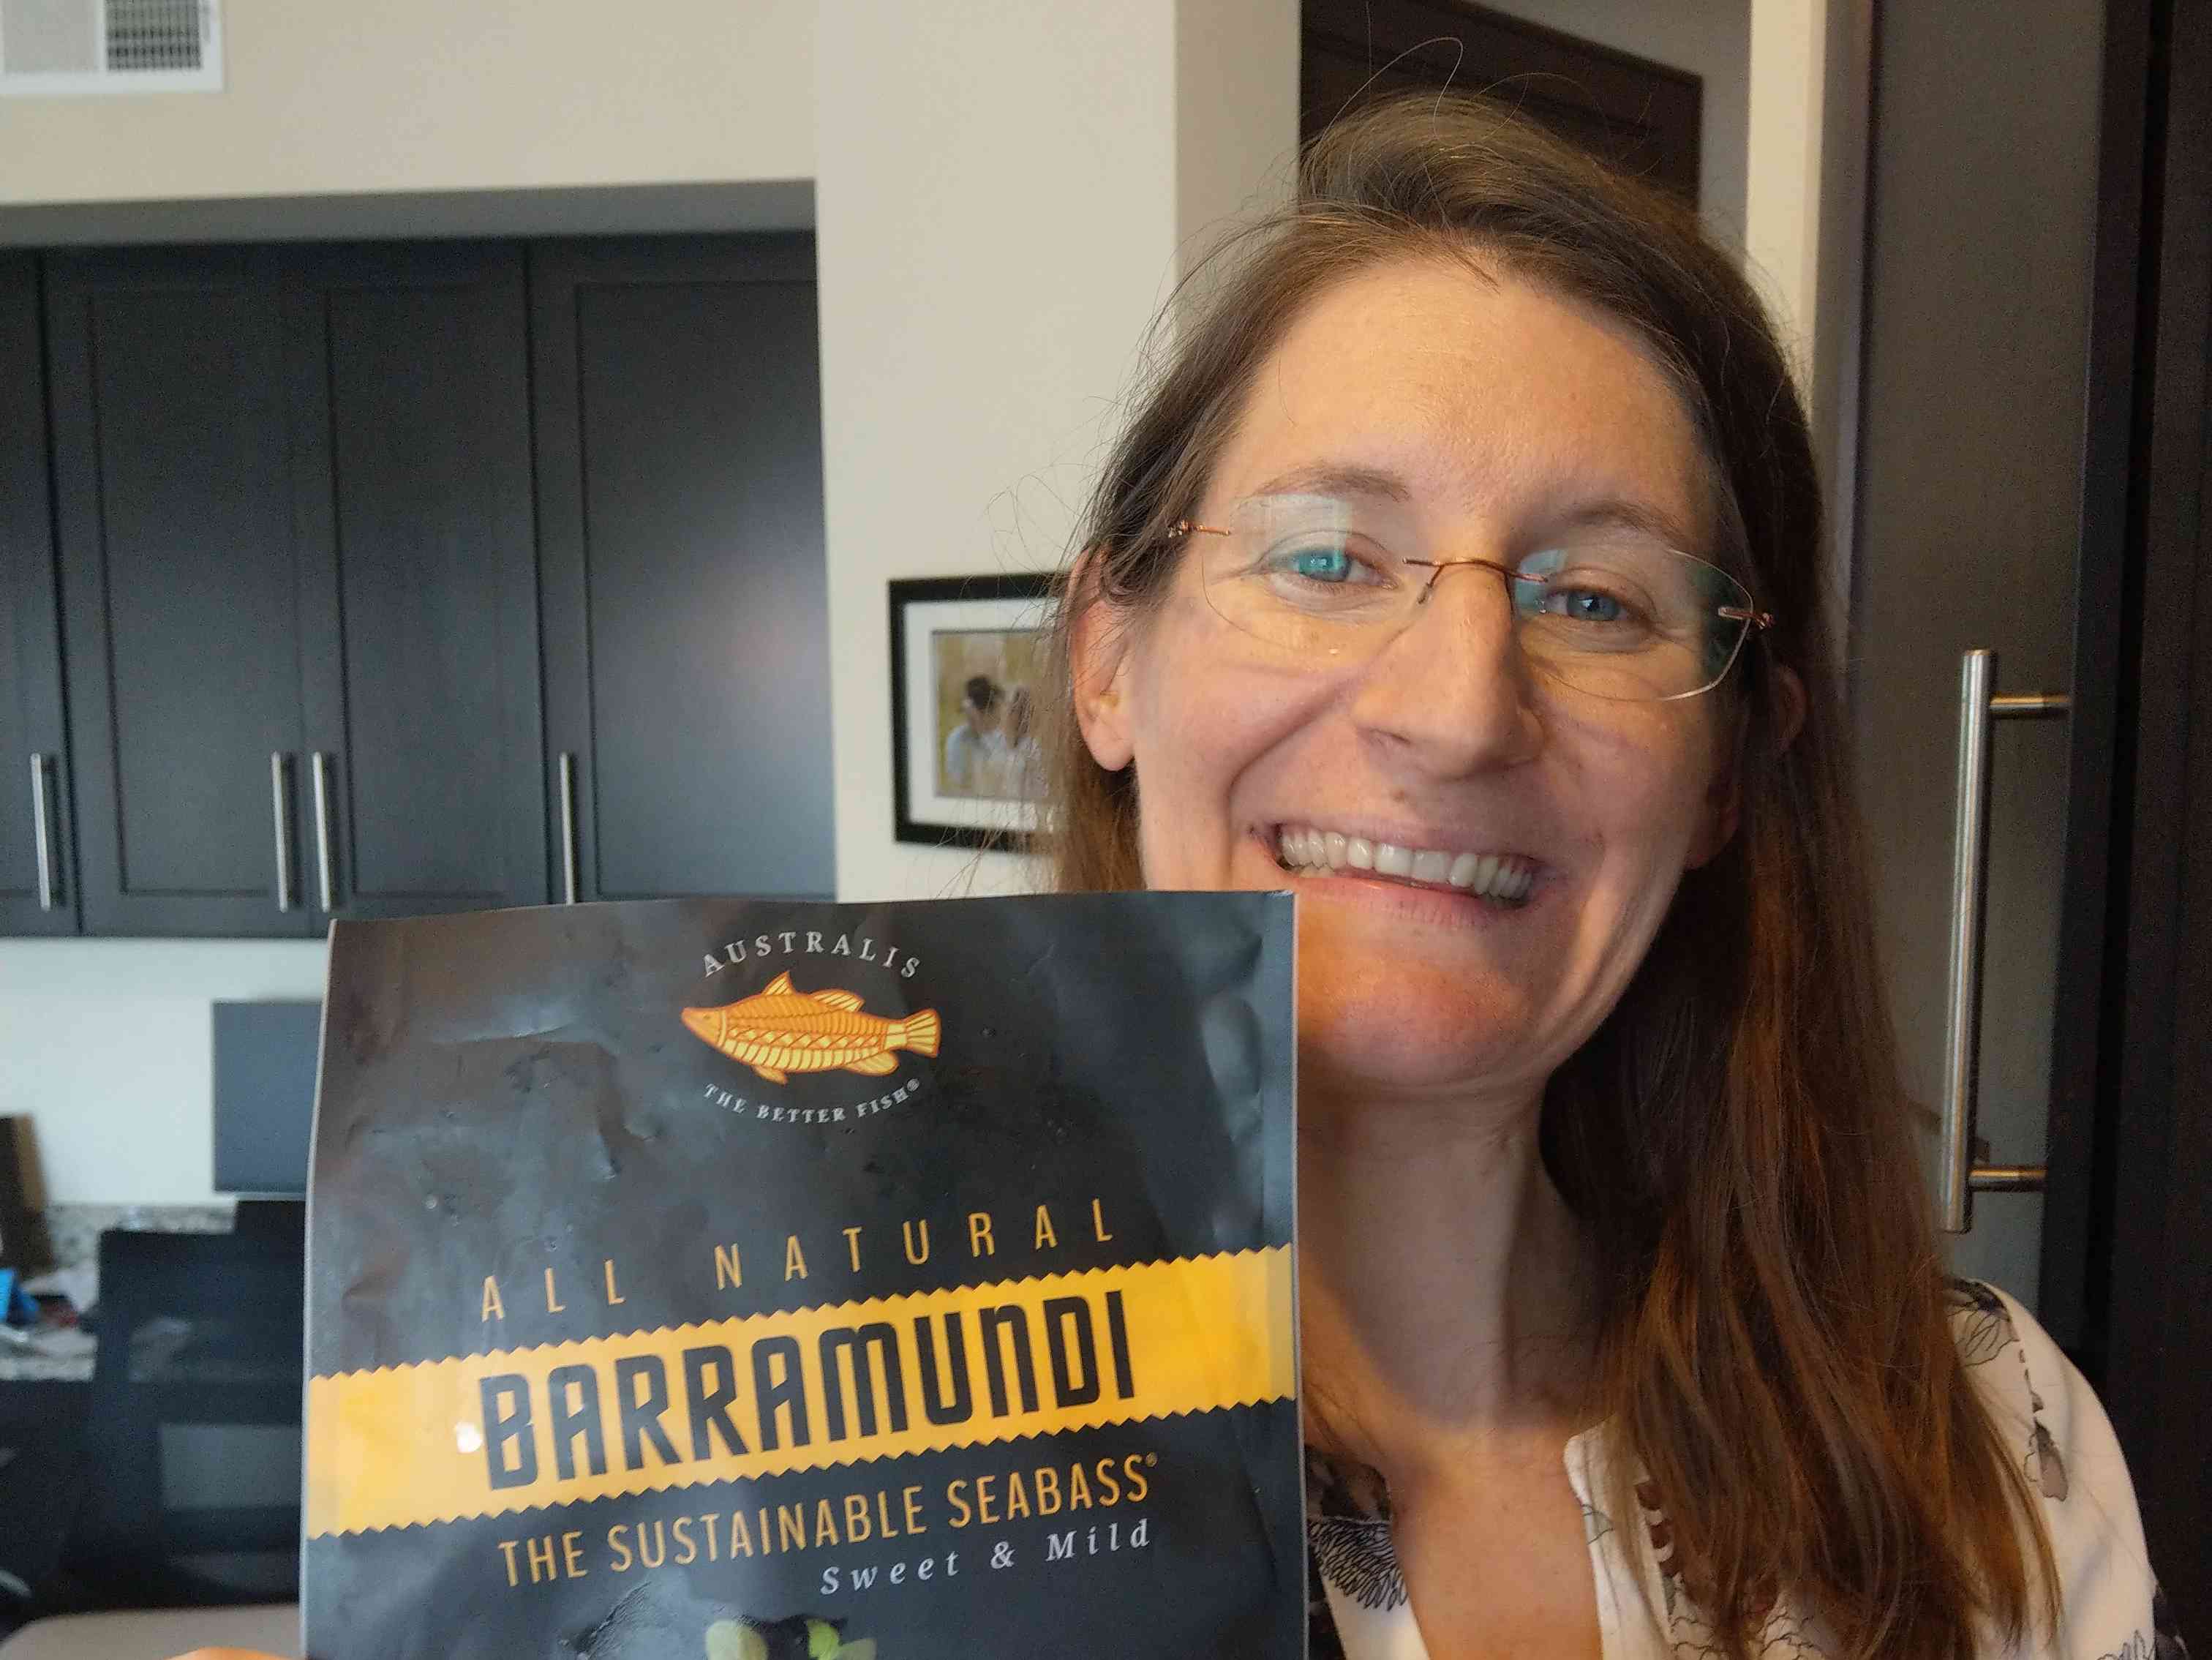 AUSTRALIS
THE BETTER FISH®
ALL NATURAL
BARRAMUNDI
THE SUSTAINABLE SEABASS®
Sweet & Mild